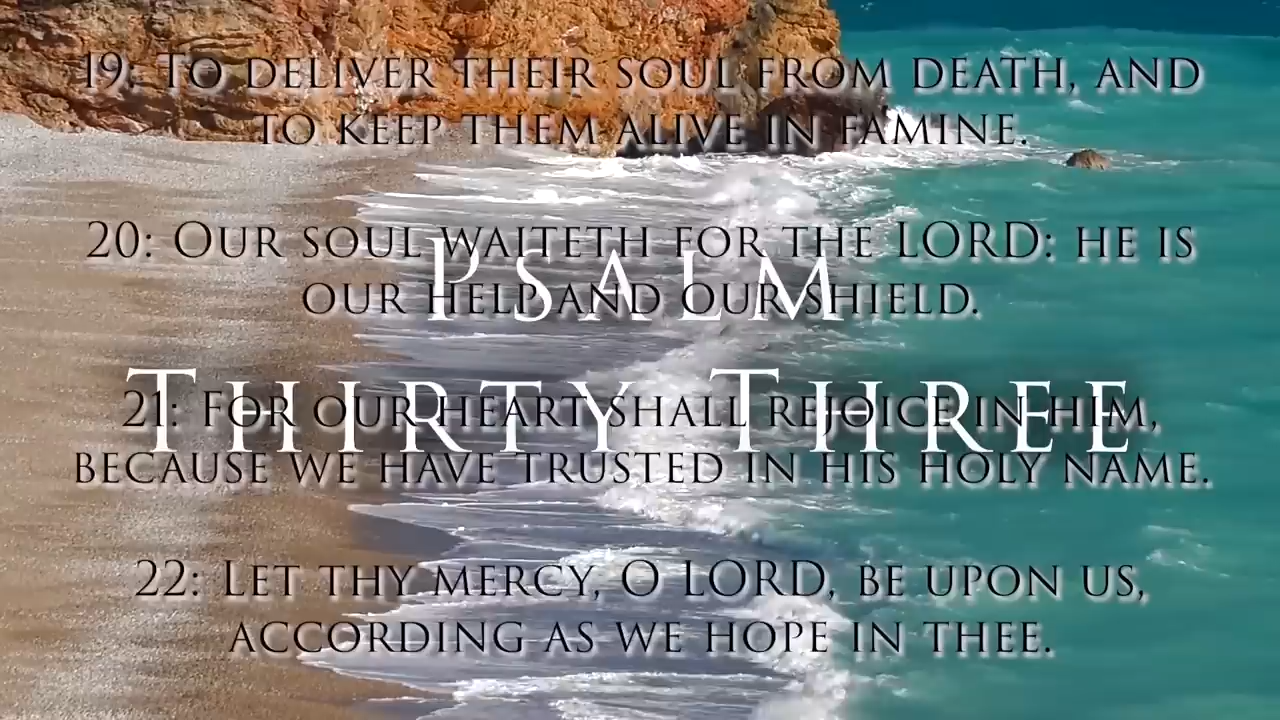 19: To deliver their soul from death, and
to keep them alive in famine.
20: Our soul waiteth for the LORD: he is
our help and our shield.
Psalm
Thirty Three
21: For our heart shall rejoice in him,
because we have trusted in his holy name.
22: Let thy mercy, O LORD, be upon us,
according as we hope in thee.